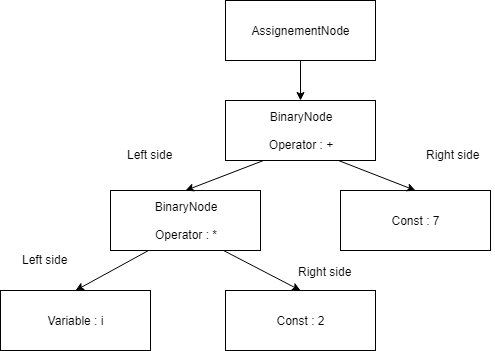 AssignementNode
BinaryNode
Operator : +
Left side
Right side
BinaryNode
Operator : *
Const : 7
Left side
Right side
Variable : i
Const : 2